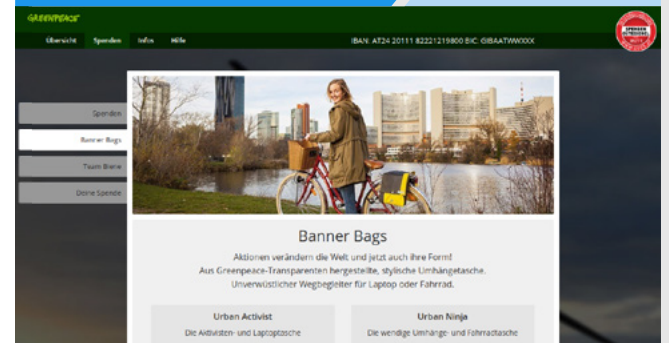 GREENPEACE
Übersicht Spenden Infos Hilfe
IBAN: AT24 20111 82221219800 BIC: GIBAATWWXXX
SPENDEN
GÜTESIEGEL
Spenden
Banner Bags
Team Biene
Deine Spende
Banner Bags
Aktionen verändern die Welt und jetzt auch ihre Form!
Aus Greenpeace-Transparenten hergestellte, stylische Umhängetasche.
Unverwüstlicher Wegbegleiter für Laptop oder Fahrrad.
Urban Activist
Die Aktivisten- und Laptoptasche
Urban Ninja
Die wendige Umhänge- und Fahrradtasche